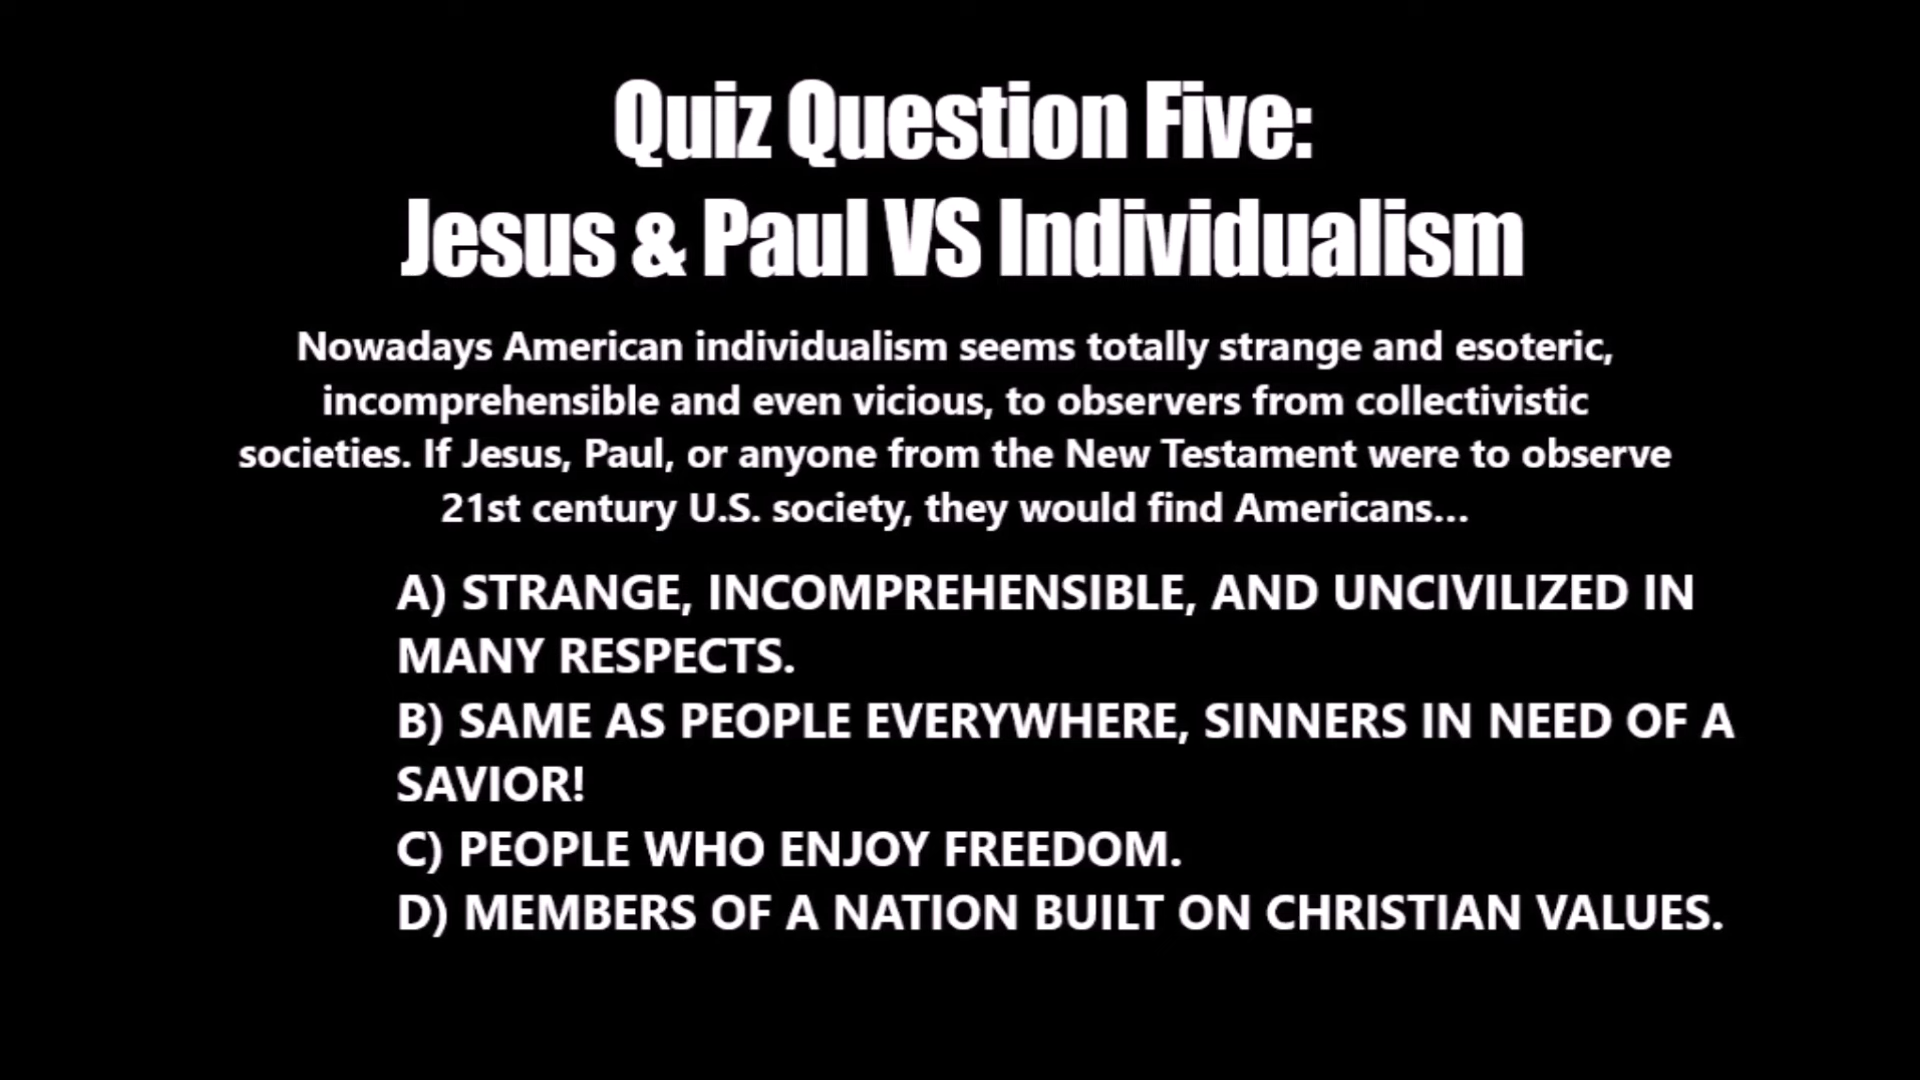 Quiz Question Five:
Jesus & Paul VS Individualism
Nowadays American individualism seems totally strange and esoteric,
incomprehensible and even vicious, to observers from collectivistic
societies. If Jesus, Paul, or anyone from the New Testament were to observe
21st century U.S. society, they would find Americans...
A) STRANGE, INCOMPREHENSIBLE, AND UNCIVILIZED IN
MANY RESPECTS.
B) SAME AS PEOPLE EVERYWHERE, SINNERS IN NEED OF A
SAVIOR!
C) PEOPLE WHO ENJOY FREEDOM.
D) MEMBERS OF A NATION BUILT ON CHRISTIAN VALUES.